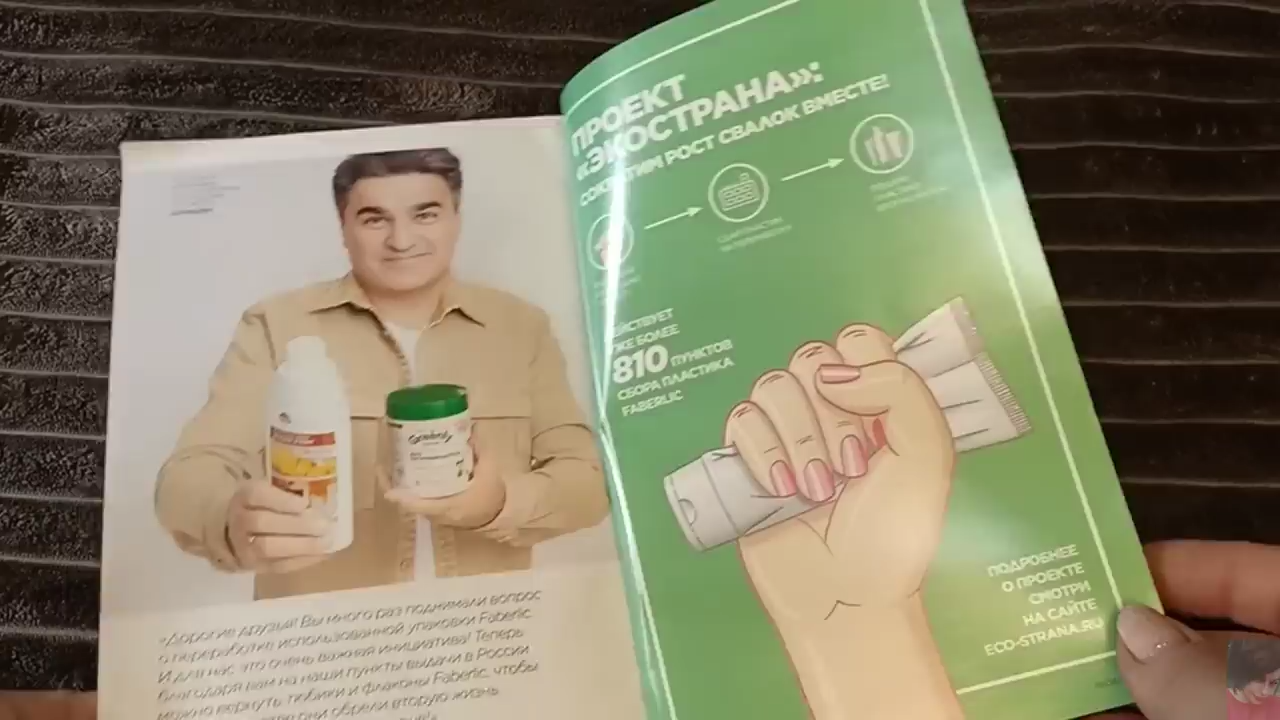 «Дорогие друзья! Вы много раз поднимали вопрос
о переработке использованной упаковки Faberlic.
И для нас это очень важная инициатива! Теперь
благодаря вам на наши пункты выдачи в России
можно вернуть тюбики и флаконы Faberlic, чтобы
они обрели вторую жизнь
ПРОЕКТ
«ЭКОСТРАНА»:
СОКРАТИМ РОСТ СВАЛОК ВМЕСТЕ!
ДЕЙСТВУЕТ
УЖЕ БОЛЕЕ
810 ПУНКТОВ
СБОРА ПЛАСТИКА
FABERLIC
ПОДРОБНЕЕ
О ПРОЕКТЕ
СМОТРИ
НА САЙТЕ
ECO-STRANA.RU